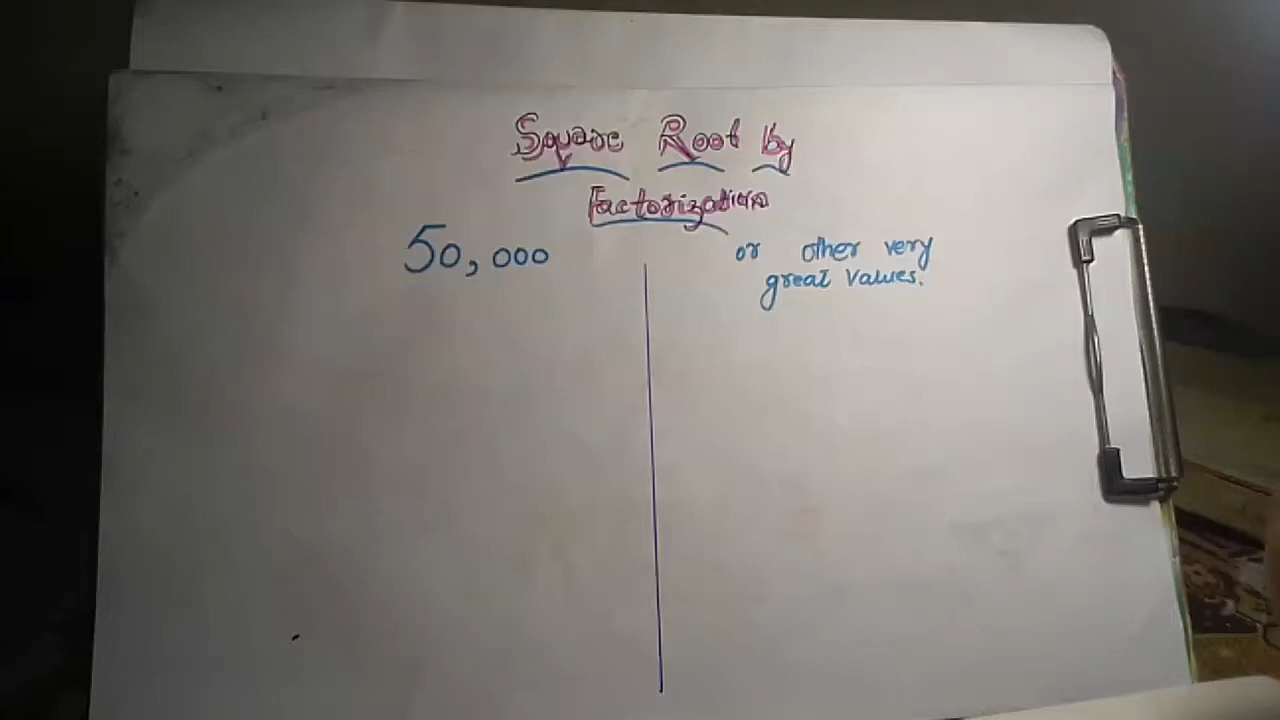 Square Root by
Factorization
50,000
or other very
great values.